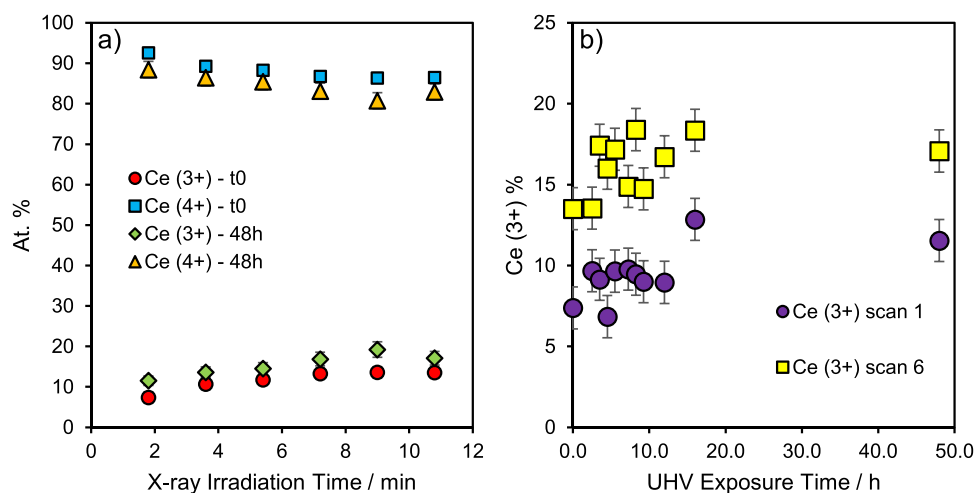 a)
100
90
80
70
60
50
40
30
20
10
0
At. %
Ce (3+) - t0
Ce (4+) - t0
Ce (3+) - 48h
Ce (4+) - 48h
0 2 4 6 8 10 12
X-ray Irradiation Time / min
b)
25
20
15
10
5
0
Ce (3+) %
Ce (3+) scan 1
Ce (3+) scan 6
0.0 10.0 20.0 30.0 40.0 50.0
UHV Exposure Time / h